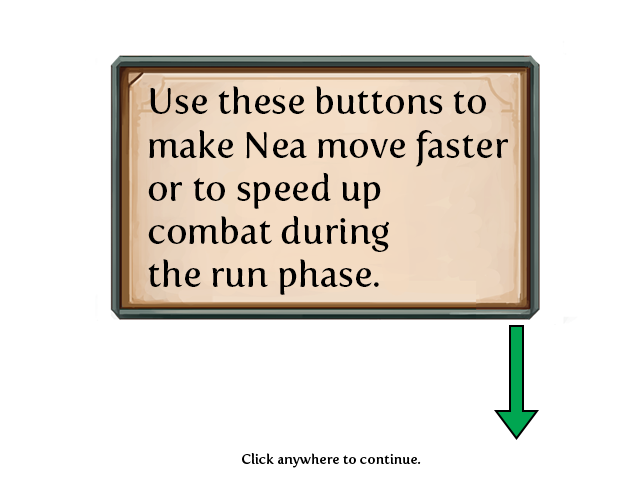 Use these buttons to
make Nea move faster
or to speed up
combat during
the run phase.
Click anywhere to continue.